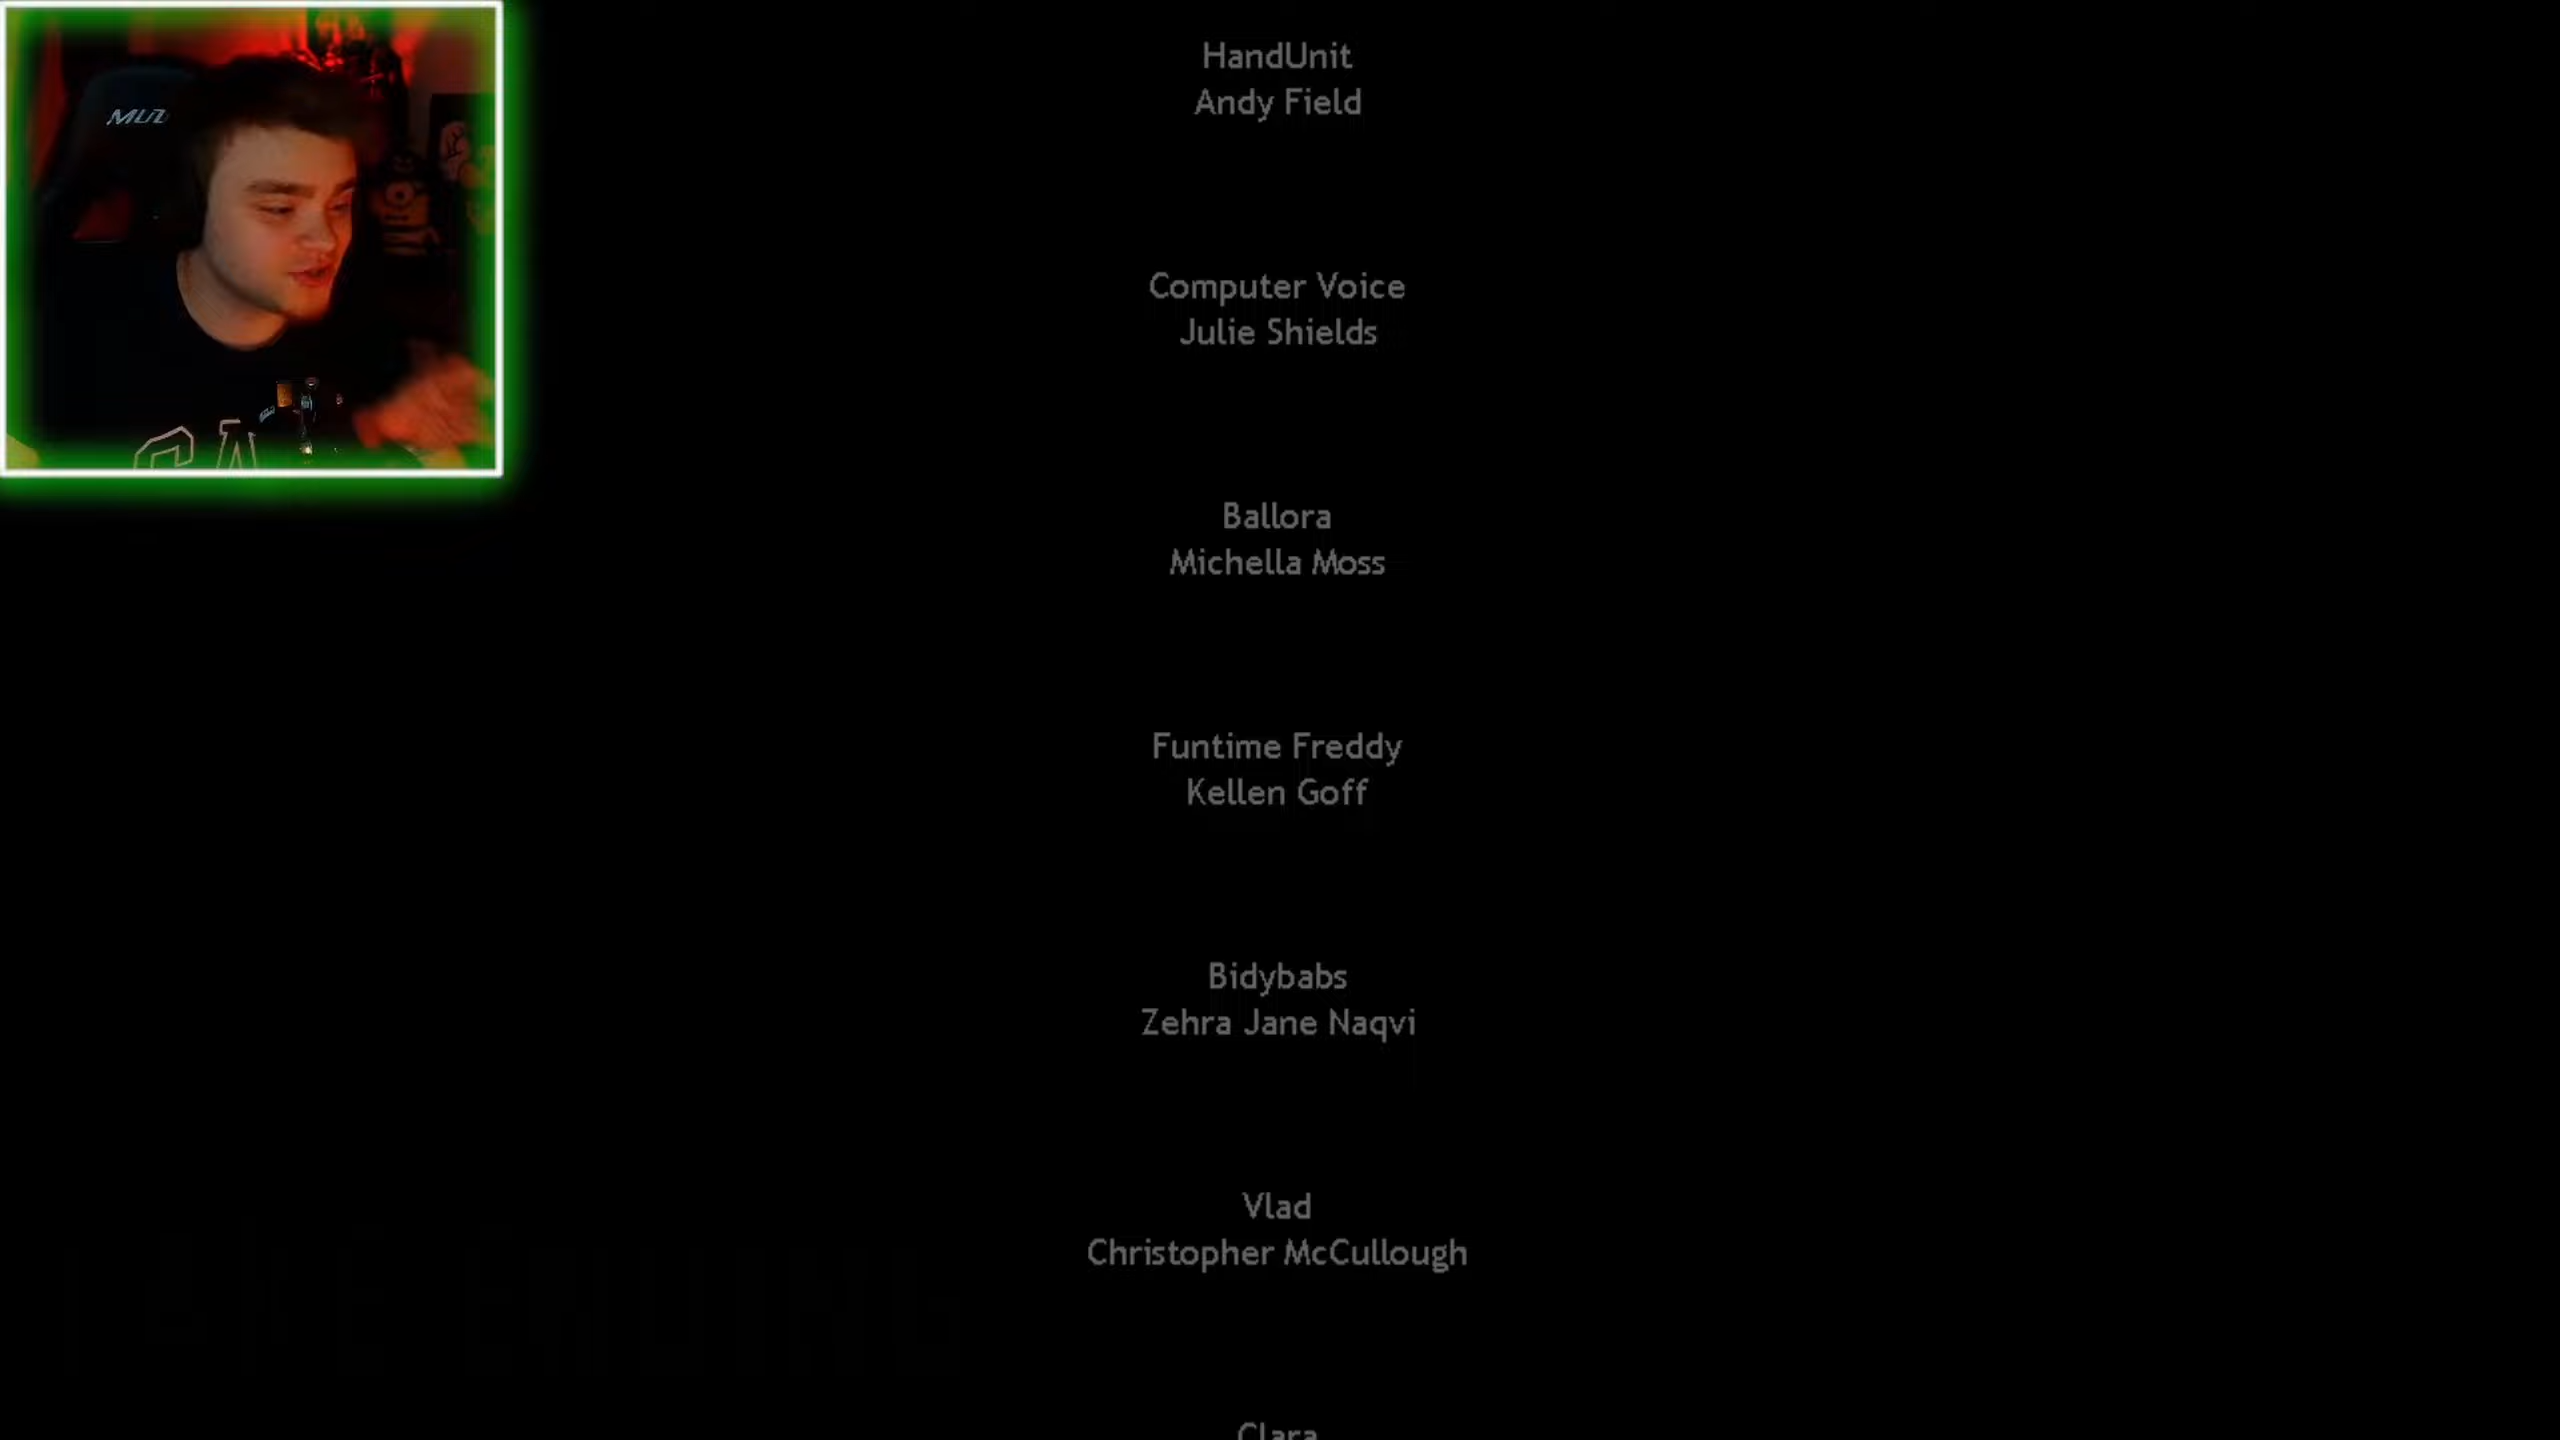 HandUnit
Andy Field
Computer Voice
Julie Shields
Ballora
Michella Moss
Funtime Freddy
Kellen Goff
Bidybabs
Zehra Jane Naqvi
Vlad
Christopher McCullough
Clara